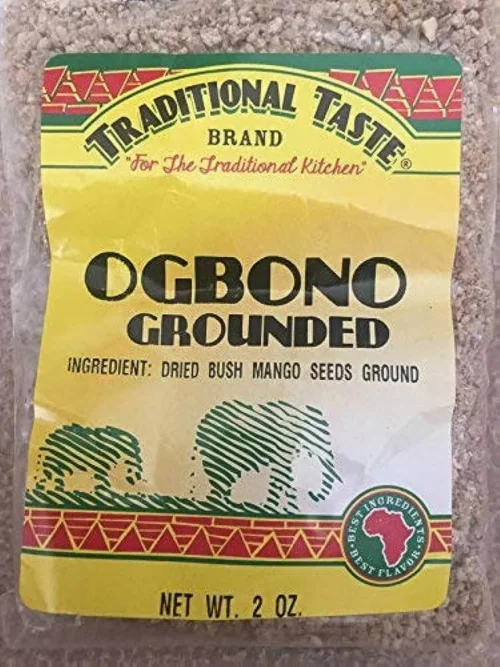 TRADITIONAL TASTE®
BRAND
"For The Traditional Kitchen"
OGBONO
GROUNDED
INGREDIENT: DRIED BUSH MANGO SEEDS GROUND
BEST INGREDIENTS
BEST FLAVOR
NET WT. 2 OZ.